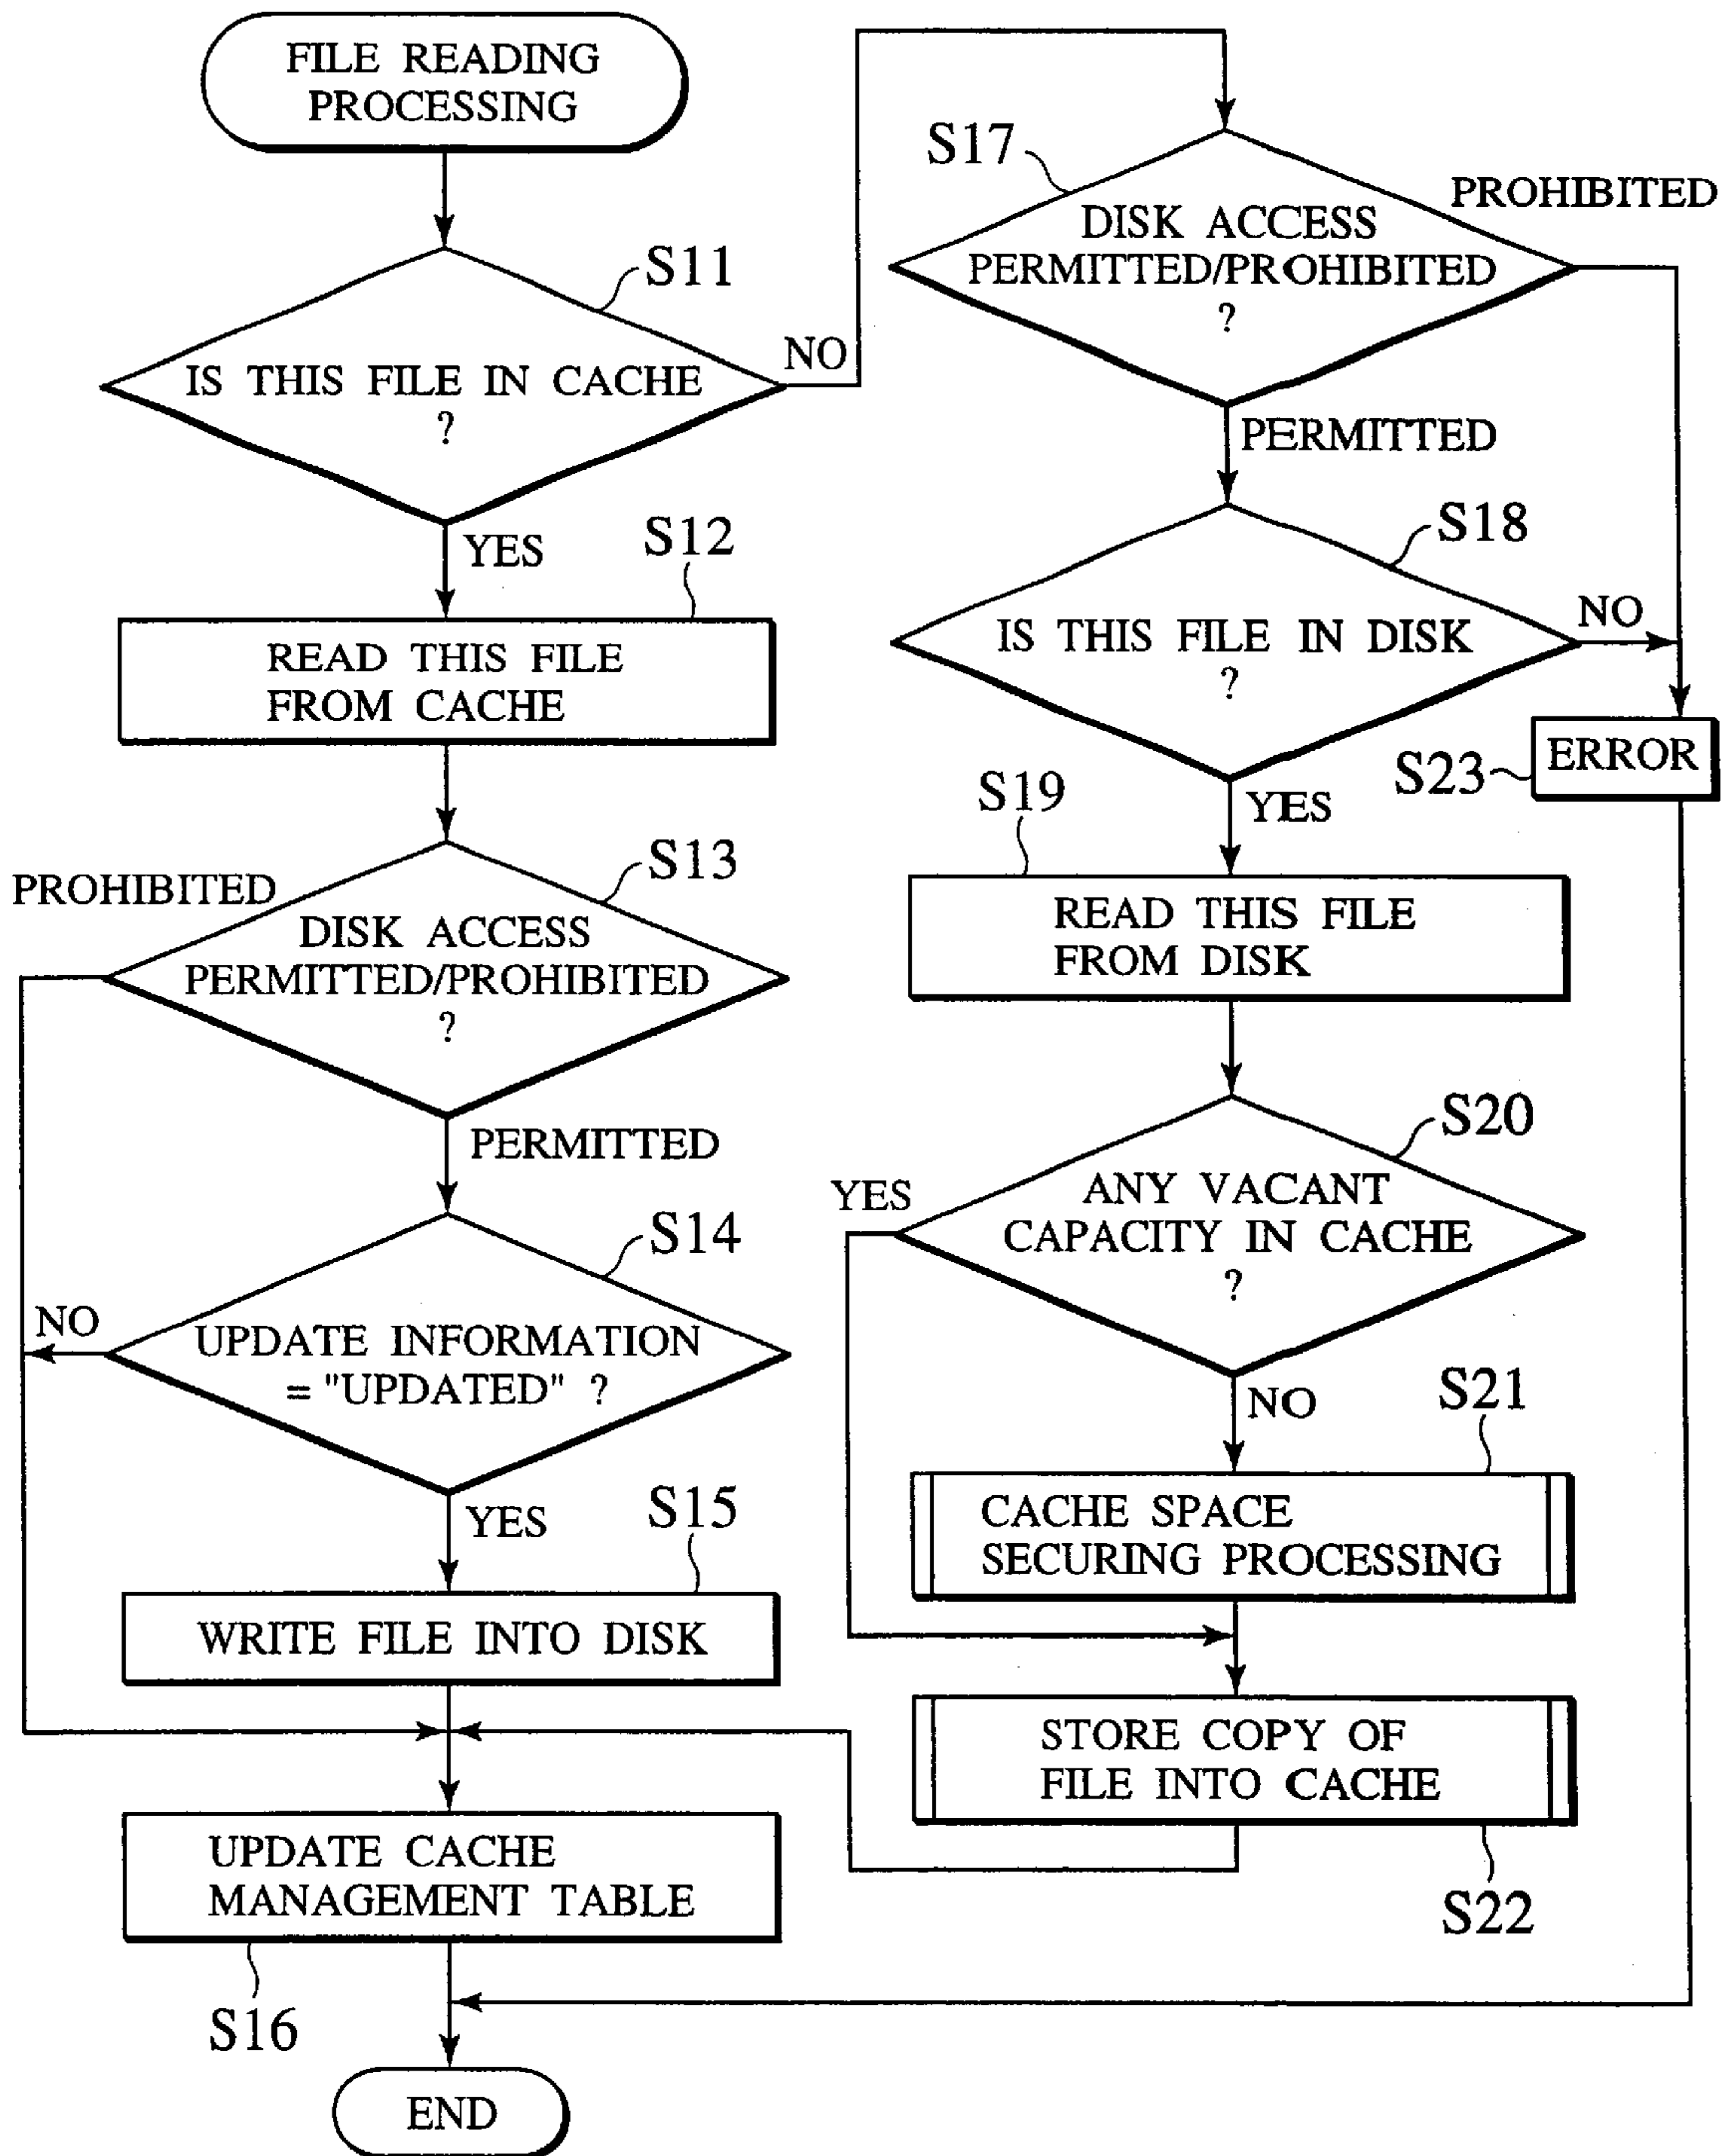 FILE READING
PROCESSING
S11
IS THIS FILE IN CACHE
?
NO
YES
S12
READ THIS FILE
FROM CACHE
S13
PROHIBITED
DISK ACCESS
PERMITTED/PROHIBITED
?
PERMITTED
S14
NO
UPDATE INFORMATION
= "UPDATED" ?
YES
S15
WRITE FILE INTO DISK
UPDATE CACHE
MANAGEMENT TABLE
S16
END
S17
PROHIBITED
DISK ACCESS
PERMITTED/PROHIBITED
?
PERMITTED
S18
NO
IS THIS FILE IN DISK
?
S23
ERROR
YES
S19
READ THIS FILE
FROM DISK
S20
YES
ANY VACANT
CAPACITY IN CACHE
?
NO
S21
CACHE SPACE
SECURING PROCESSING
STORE COPY OF
FILE INTO CACHE
S22